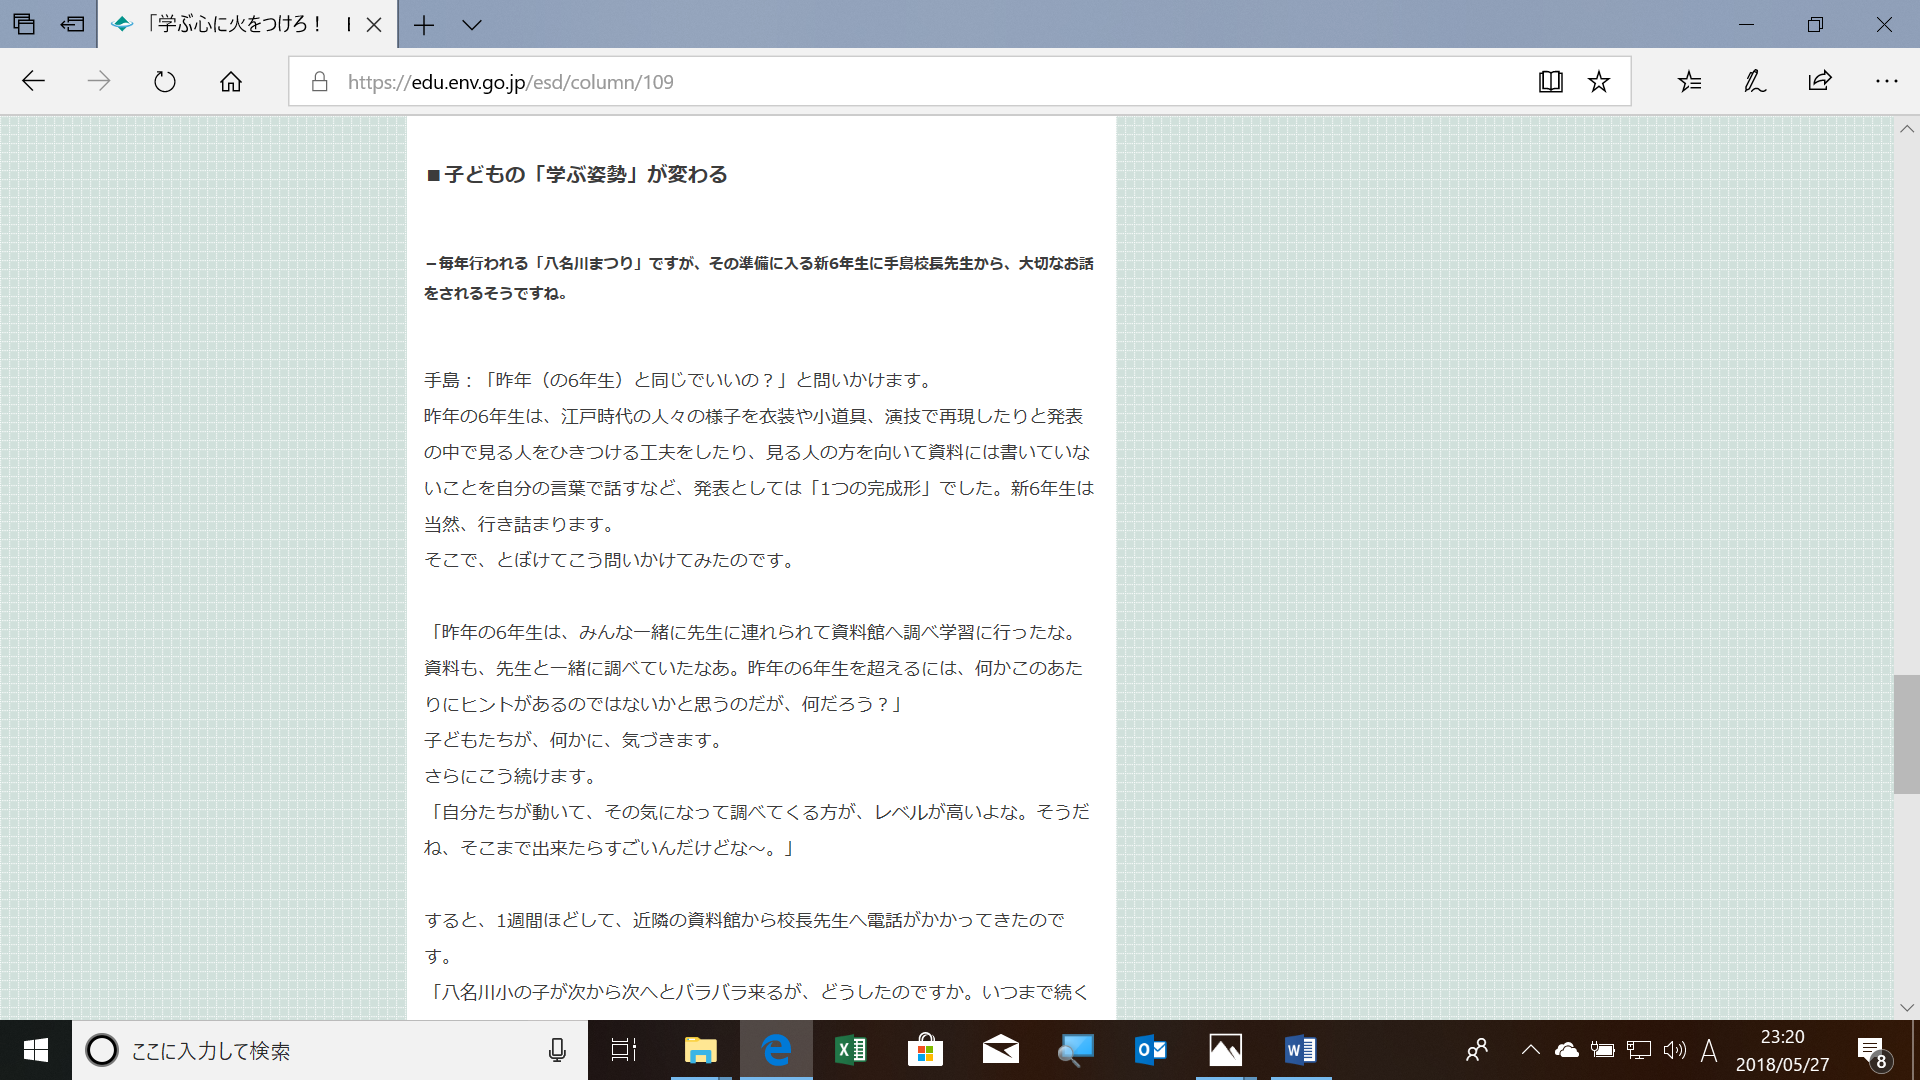 「学ぶ心に火をつけろ！
https://edu.env.go.jp/esd/column/109
■子どもの「学ぶ姿勢」が変わる
－毎年行われる「八名川まつり」ですが、その準備に入る新6年生に手島校長先生から、大切なお話
をされるそうですね。
手島：「昨年（の6年生）と同じでいいの？」と問いかけます。
昨年の6年生は、江戸時代の人々の様子を衣装や小道具、演技で再現したりと発表
の中で見る人をひきつける工夫をしたり、見る人の方を向いて資料には書いていな
いことを自分の言葉で話すなど、発表としては「1つの完成形」でした。新6年生は
当然、行き詰まります。
そこで、とぼけてこう問いかけてみたのです。
「昨年の6年生は、みんな一緒に先生に連れられて資料館へ調べ学習に行ったな。
資料も、先生と一緒に調べていたなあ。昨年の6年生を超えるには、何かこのあた
りにヒントがあるのではないかと思うのだが、何だろう？」
子どもたちが、何かに、気づきます。
さらにこう続けます。
「自分たちが動いて、その気になって調べてくる方が、レベルが高いよな。そうだ
ね、そこまで出来たらすごいんだけどな～。」
すると、1週間ほどして、近隣の資料館から校長先生へ電話がかかってきたので
す。
「八名川小の子が次から次へとバラバラ来るが、どうしたのですか。いつまで続く
ここに入力して検索
A
23:20
2018/05/27
8